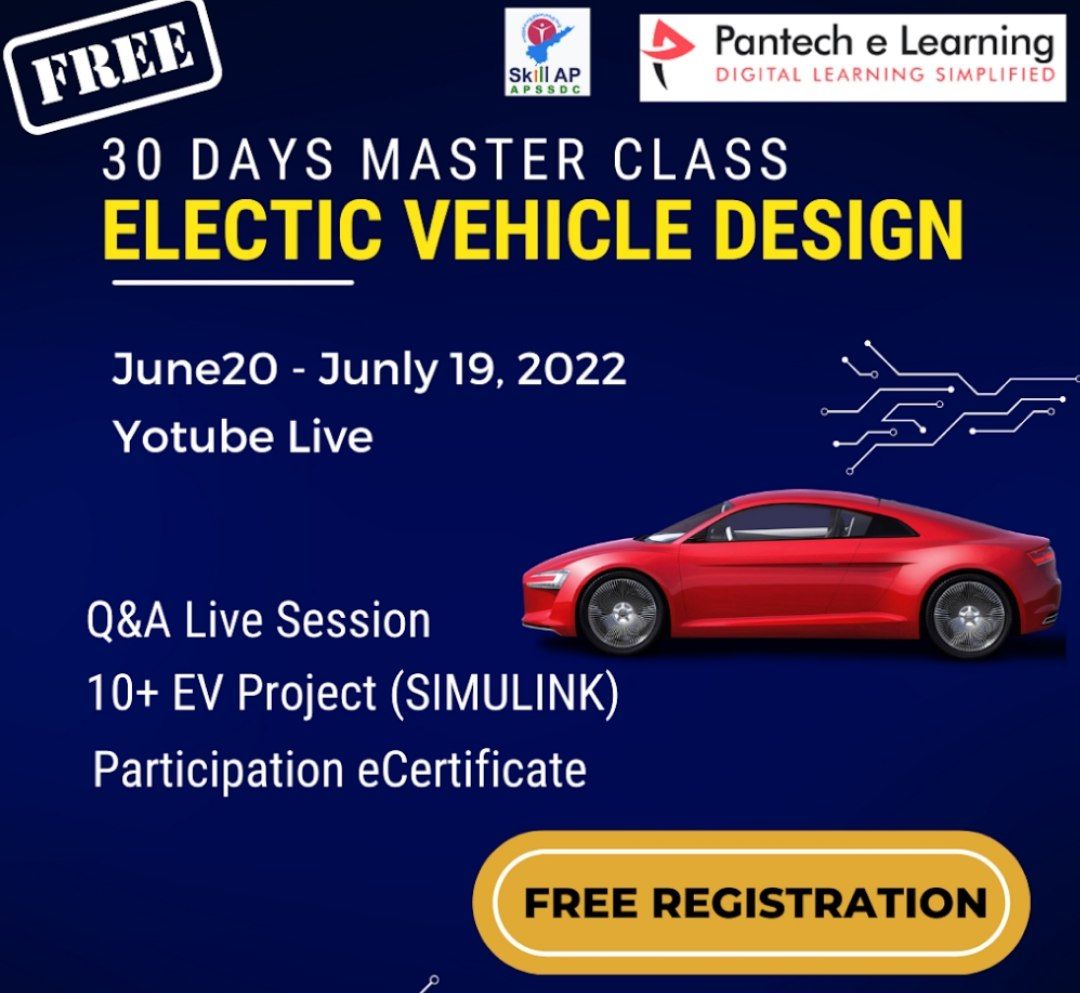 FREE
Skill AP
APSSDC
Pantech e Learning
DIGITAL LEARNING SIMPLIFIED
30 DAYS MASTER CLASS
ELECTIC VEHICLE DESIGN
June20 - Junly 19, 2022
Yotube Live
Q&A Live Session
10+ EV Project (SIMULINK)
Participation eCertificate
FREE REGISTRATION